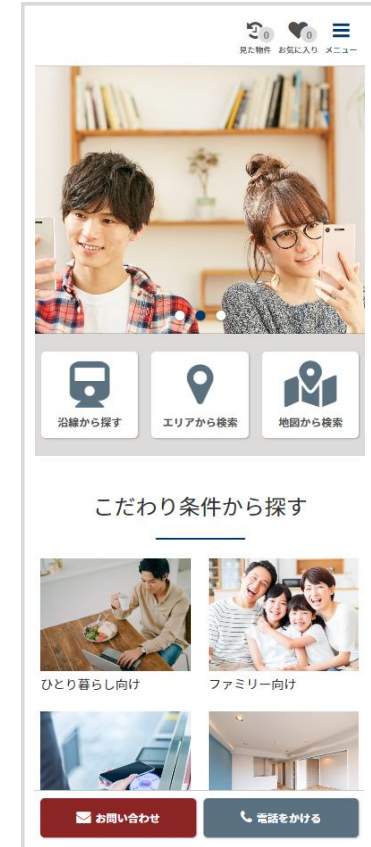 0
0
見た物件 お気に入り メニュー
沿線から探す エリアから検索 地図から検索
こだわり条件から探す
ひとり暮らし向け ファミリー向け
お問い合わせ 電話をかける